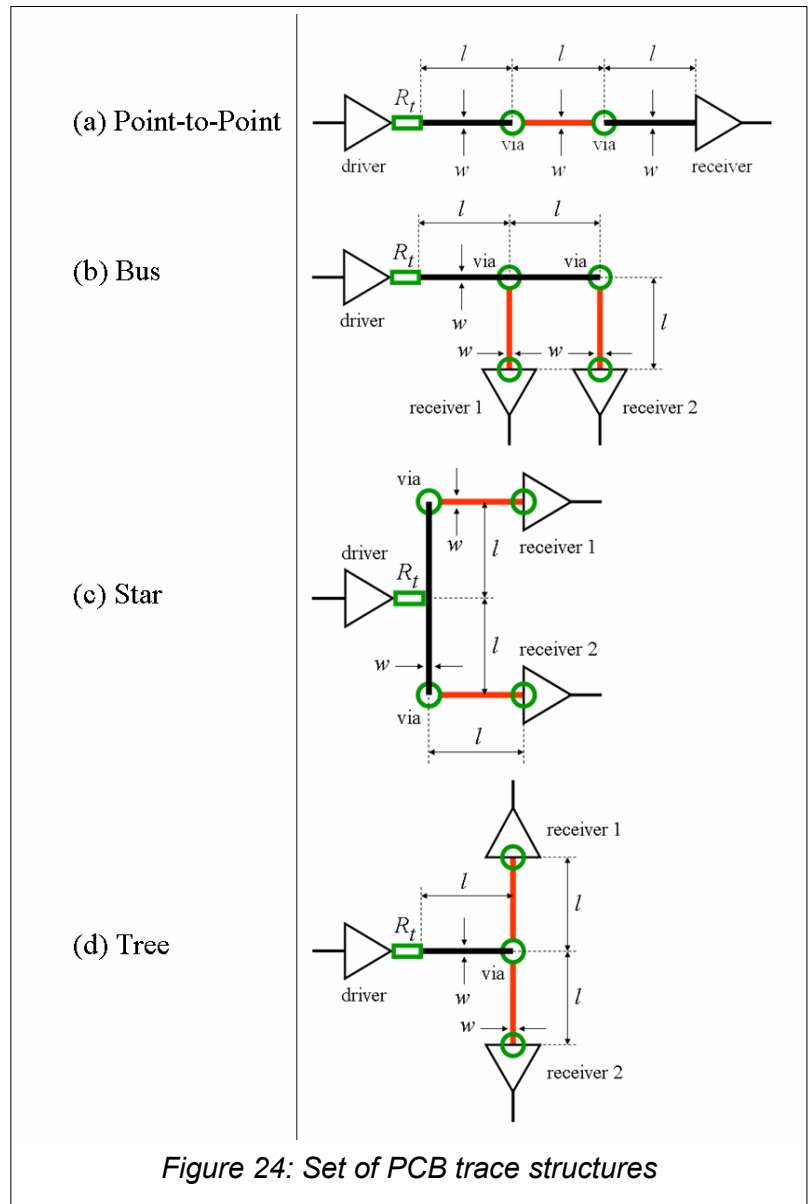 l l l
(a) Point-to-Point
R_t
driver w via w via w receiver
l l
(b) Bus
R_t via via
driver w l
w w
receiver 1 receiver 2
via
w receiver 1
l
driver
(c) Star
R_t
l receiver 2
w
via
l
receiver 1
l l
(d) Tree
R_t
via
driver w l
w
receiver 2
Figure 24: Set of PCB trace structures